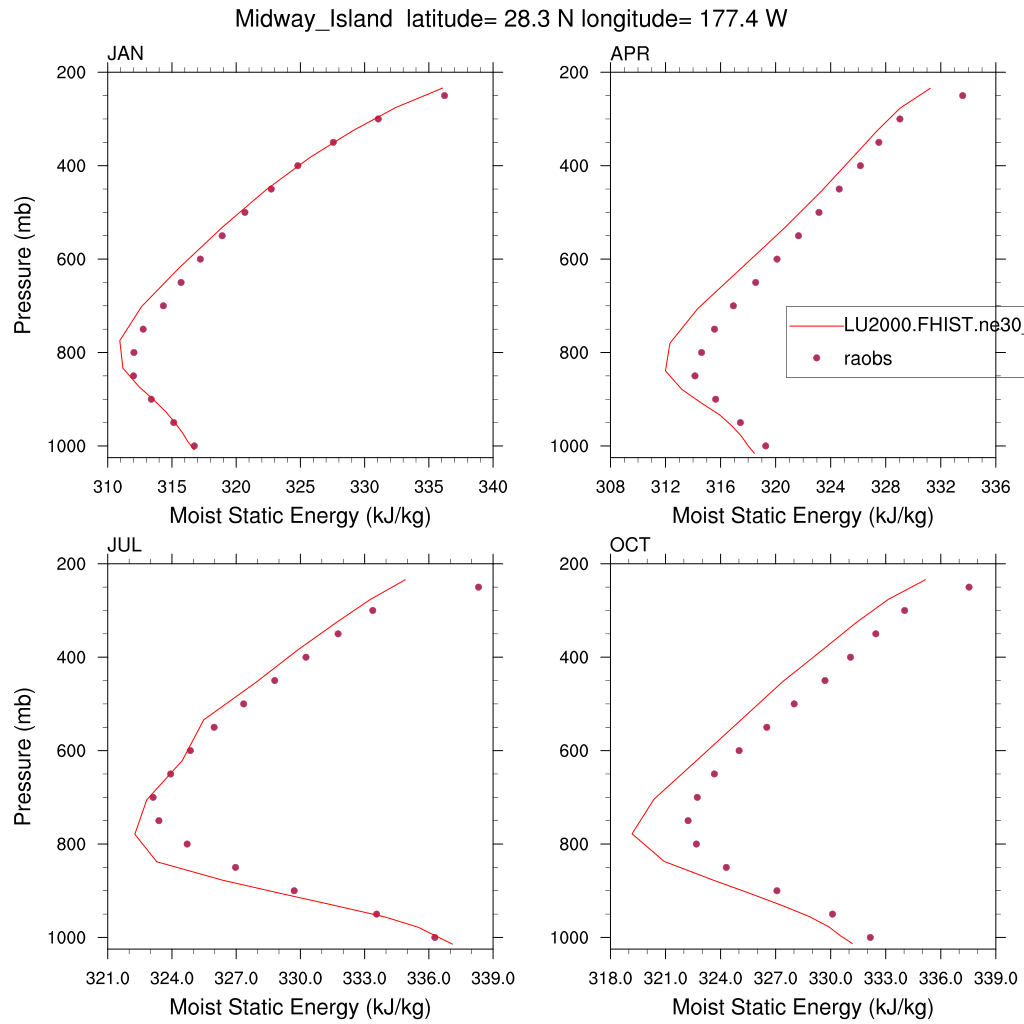 Midway_Island  latitude= 28.3 N longitude= 177.4 W
JAN
200
400
600
800
1000
Pressure (mb)
310 315 320 325 330 335 340
Moist Static Energy (kJ/kg)
APR
200
400
600
800
1000
308 312 316 320 324 328 332 336
Moist Static Energy (kJ/kg)
LU2000.FHIST.ne30_
raobs
JUL
200
400
600
800
1000
Pressure (mb)
321.0 324.0 327.0 330.0 333.0 336.0 339.0
Moist Static Energy (kJ/kg)
OCT
200
400
600
800
1000
318.0 321.0 324.0 327.0 330.0 333.0 336.0 339.0
Moist Static Energy (kJ/kg)